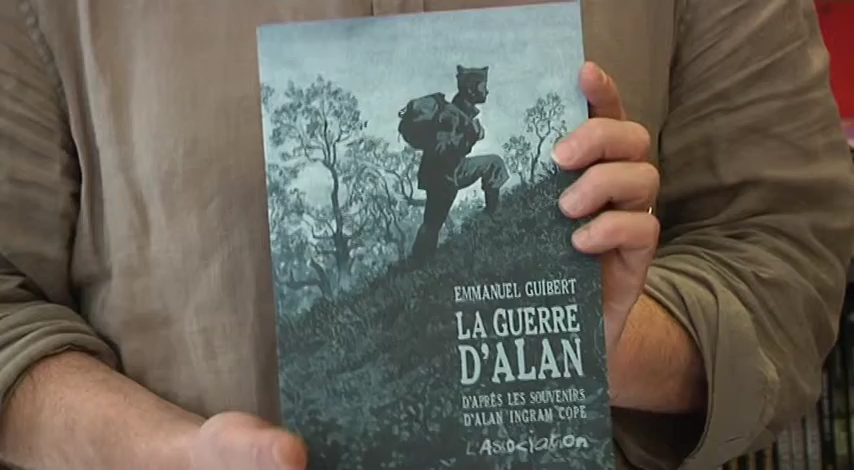 EMMANUEL GUIBERT
LA GUERRE
D'ALAN
D'APRÈS LES SOUVENIRS
D'ALAN INGRAM COPE
L'ASSOCIATION